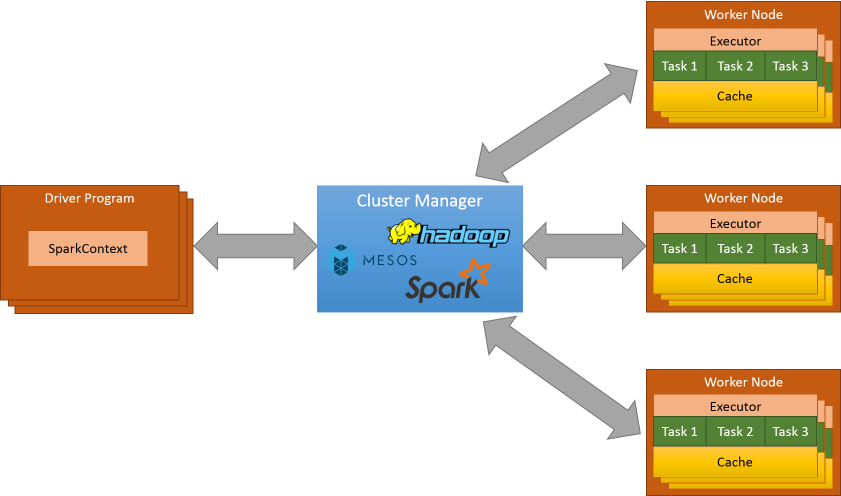 Driver Program
SparkContext
Cluster Manager
hadoop
MESOS
Spark
Worker Node
Executor
Task 1 Task 2 Task 3
Cache
Worker Node
Executor
Task 1 Task 2 Task 3
Cache
Worker Node
Executor
Task 1 Task 2 Task 3
Cache